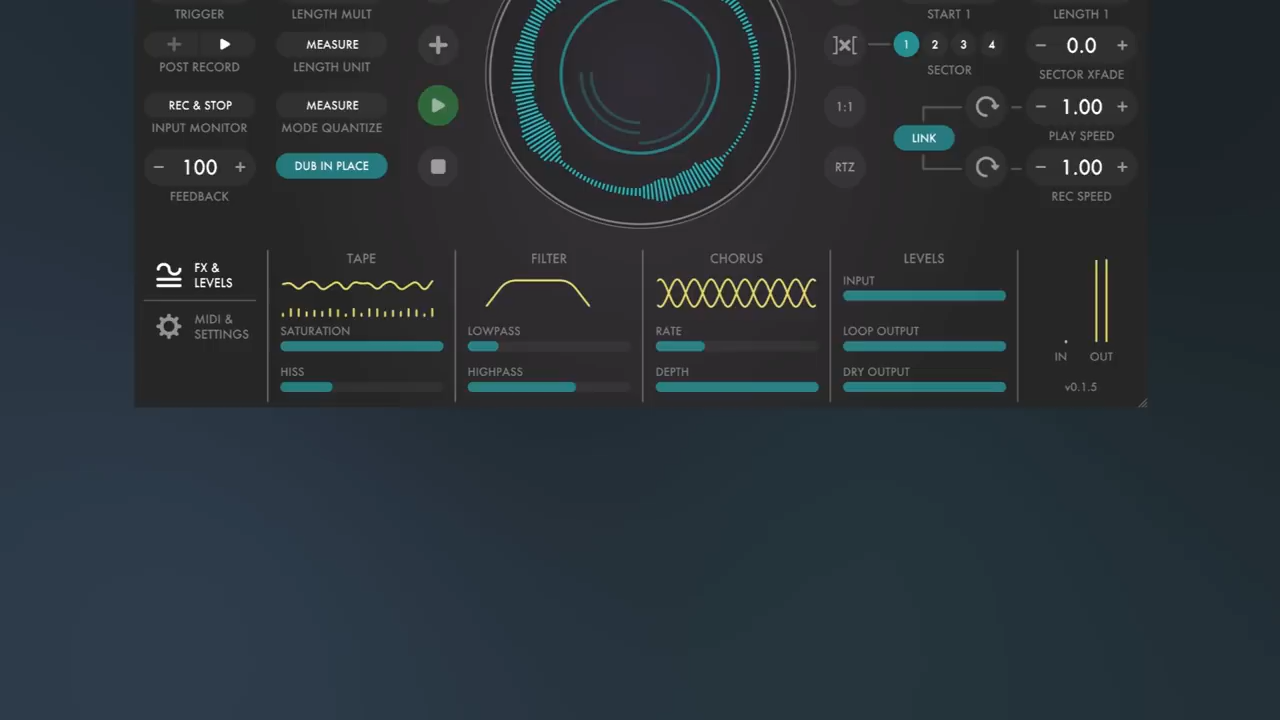 TRIGGER
LENGTH MULT
START 1
LENGTH 1
MEASURE
1
2
3
4
0.0
POST RECORD
LENGTH UNIT
SECTOR
SECTOR XFADE
REC & STOP
MEASURE
1:1
1.00
INPUT MONITOR
MODE QUANTIZE
LINK
PLAY SPEED
100
DUB IN PLACE
RTZ
1.00
FEEDBACK
REC SPEED
FX &
LEVELS
MIDI &
SETTINGS
TAPE
SATURATION
HISS
FILTER
LOWPASS
HIGHPASS
CHORUS
RATE
DEPTH
LEVELS
INPUT
LOOP OUTPUT
DRY OUTPUT
IN
OUT
v0.1.5